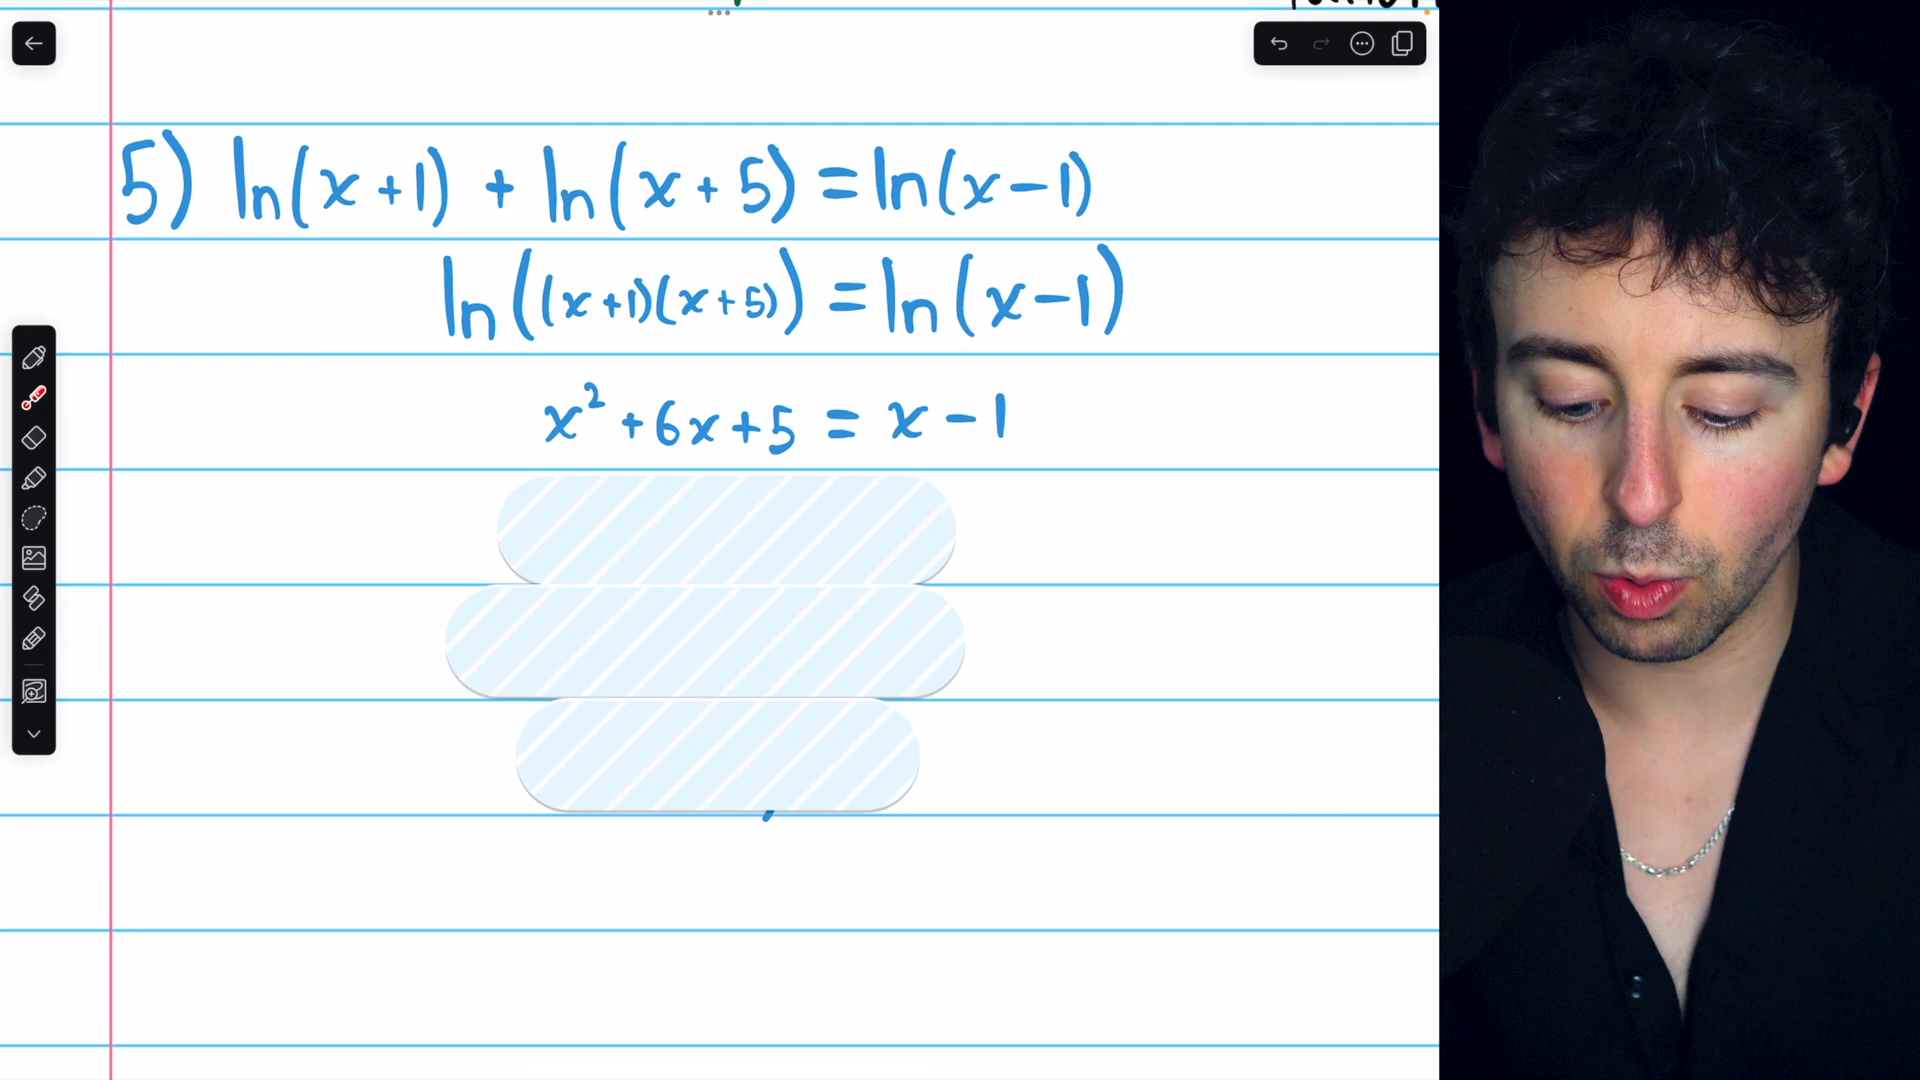 5) ln(x+1) + ln(x+5) = ln(x-1)
ln((x+1)(x+5)) = ln(x-1)
x² + 6x + 5 = x - 1